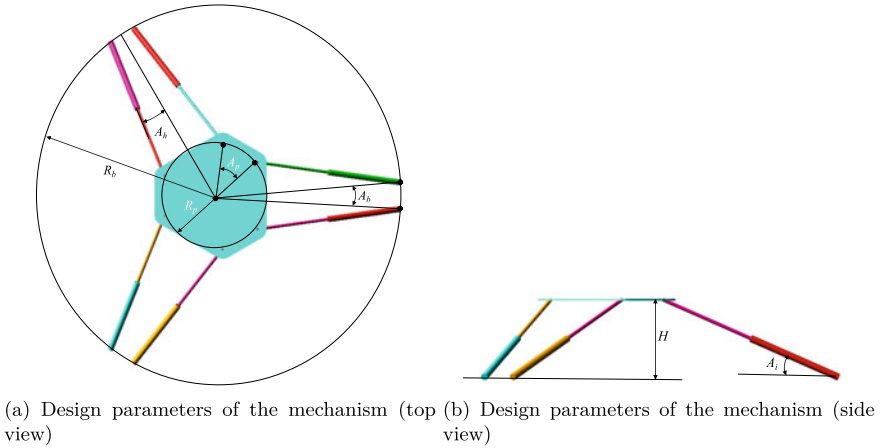 A_h
A_p
R_b
A_b
R_p
H
A_i
(a) Design parameters of the mechanism (top view)
(b) Design parameters of the mechanism (side view)